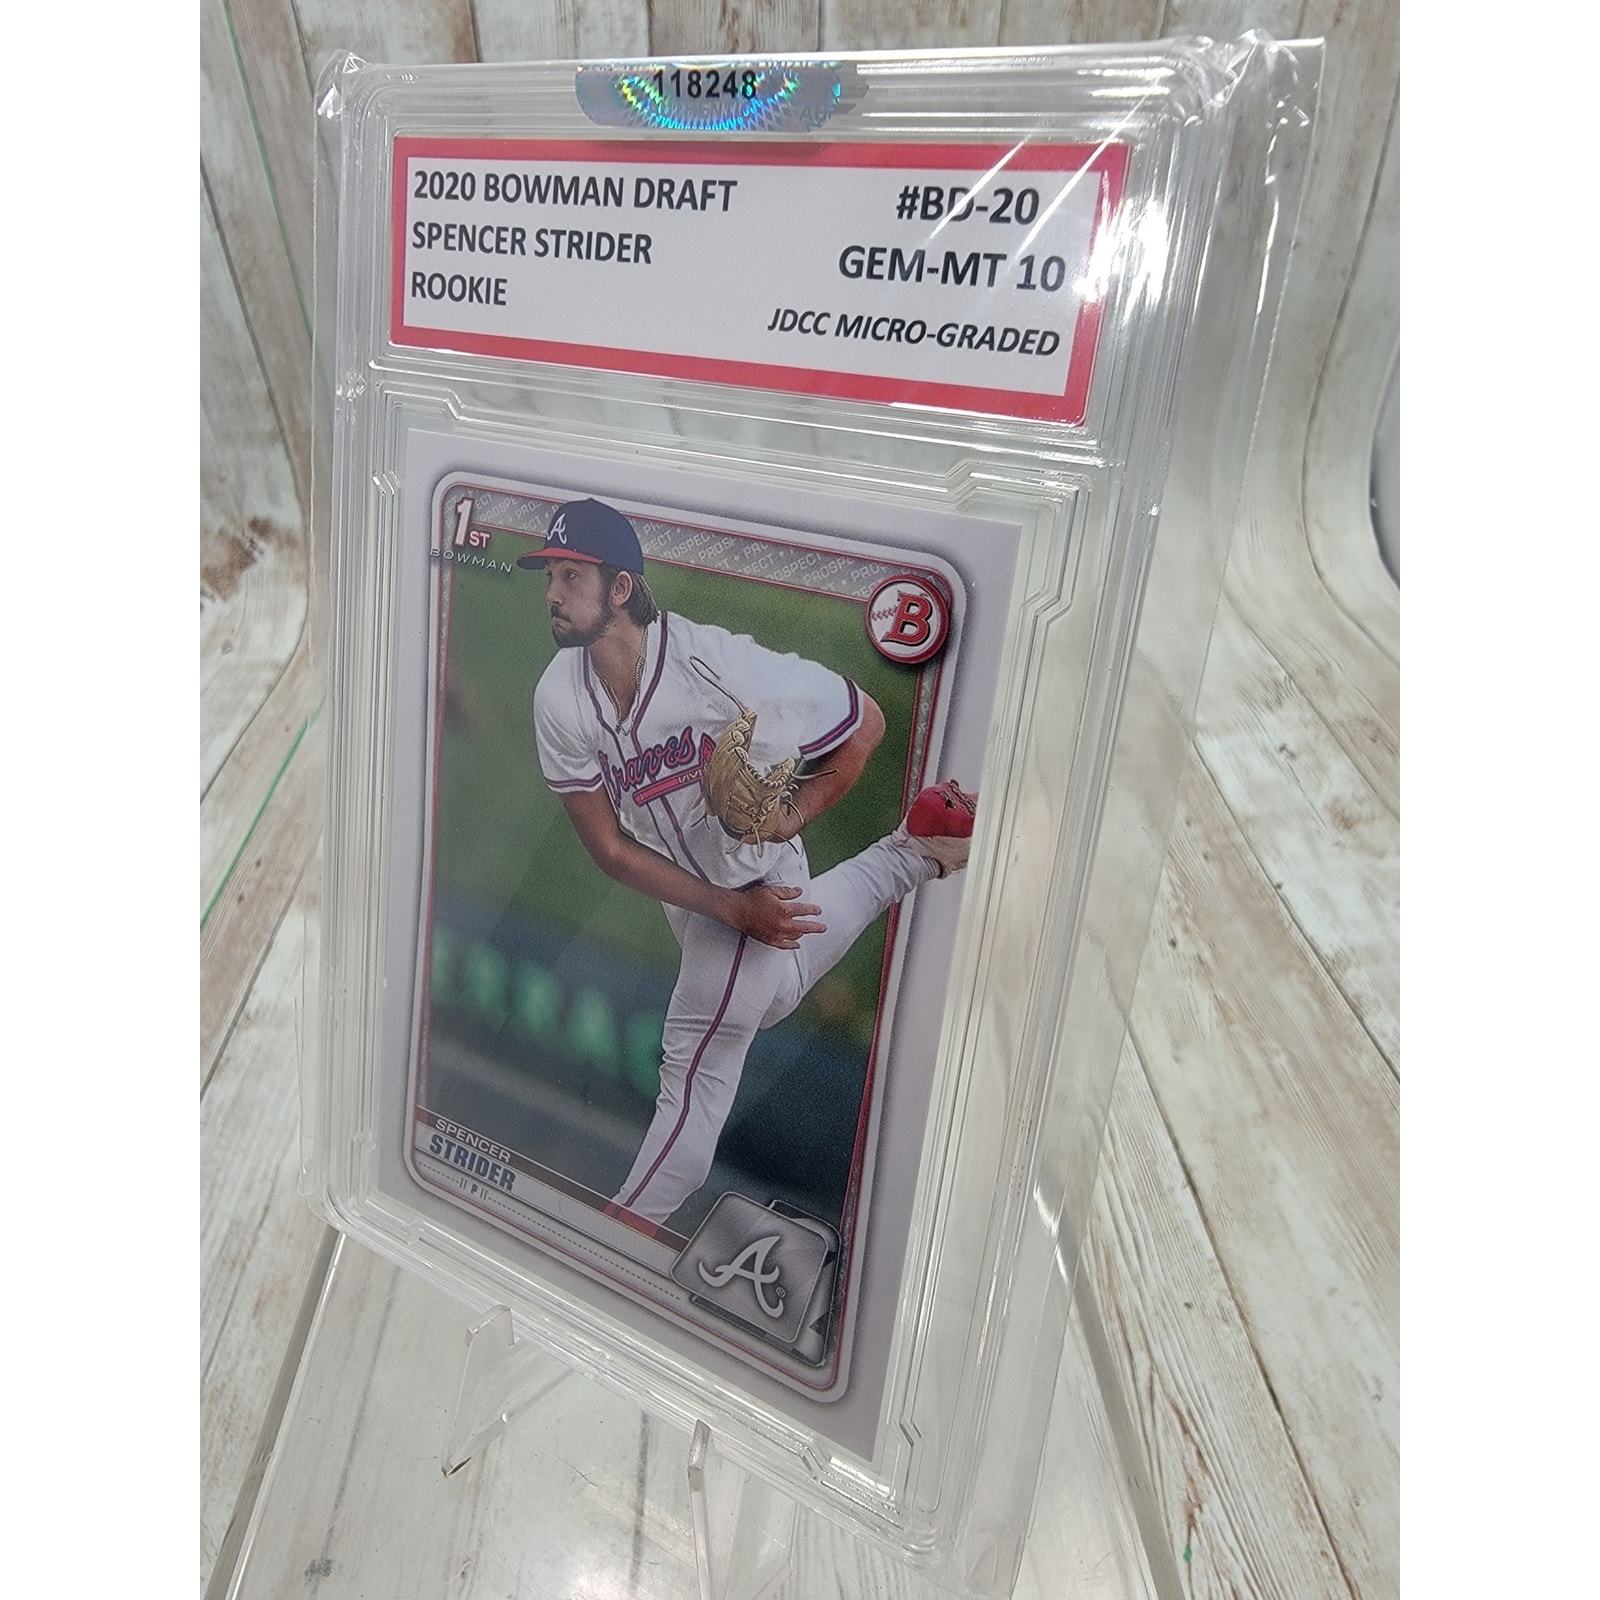 118248
2020 BOWMAN DRAFT
#BD-20
SPENCER STRIDER
GEM-MT 10
ROOKIE
JDCC MICRO-GRADED
1ST
BOWMAN
PROSPECT
B
A
Braves
SPENCER
STRIDER
P
A